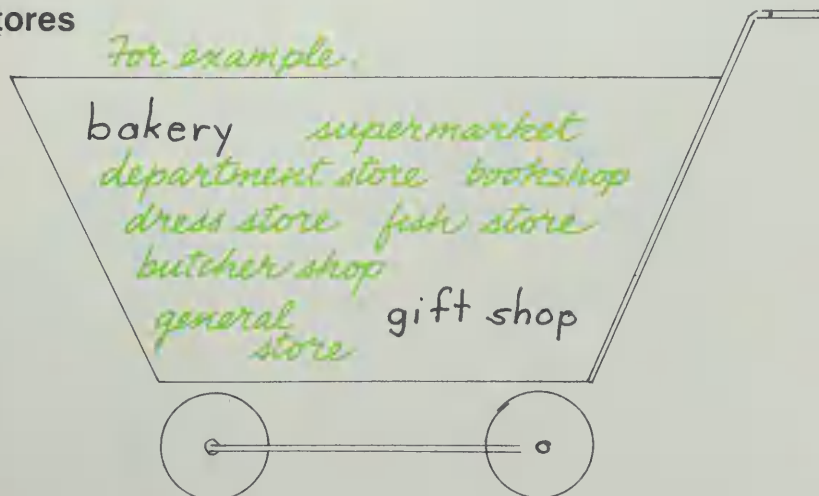 tores
For example.
bakery supermarket
department store bookshop
dress store fish store
butcher shop
general gift shop
store